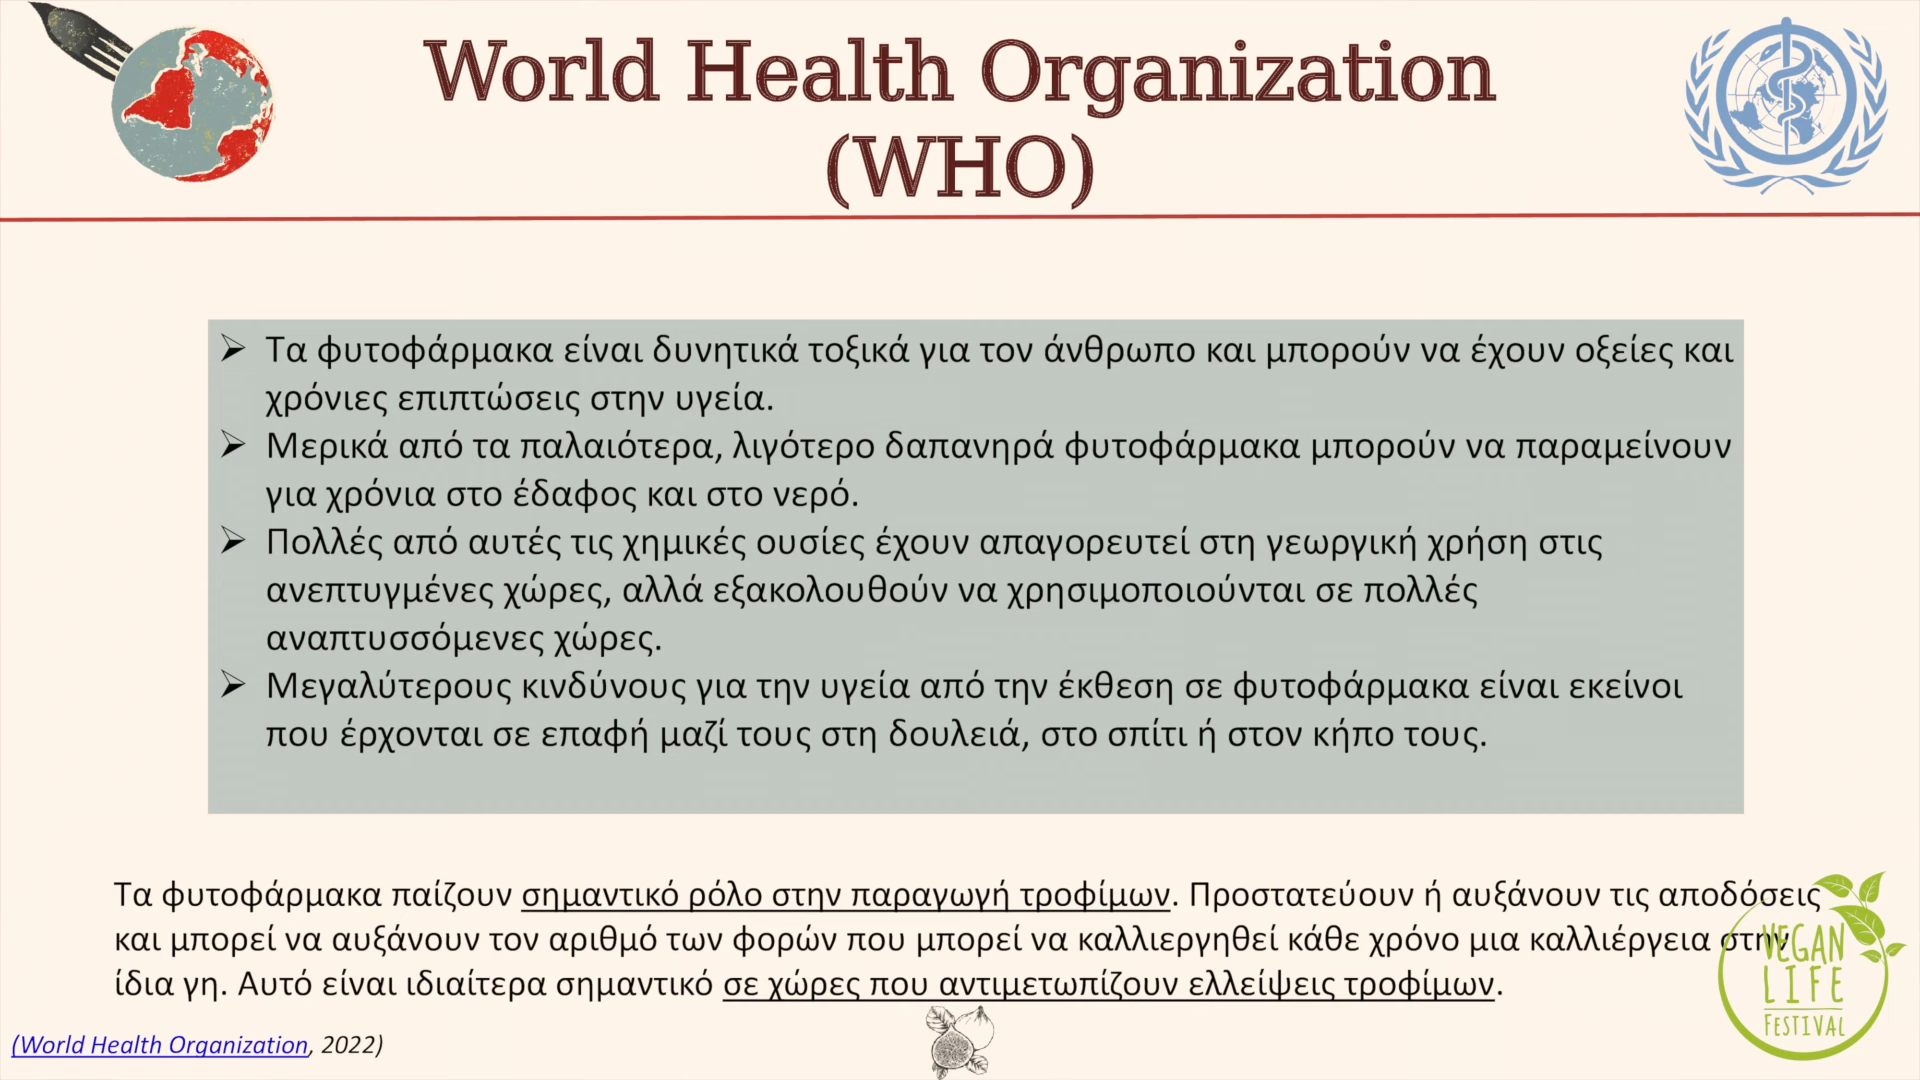 World Health Organization
(WHO)
➢ Τα φυτοφάρμακα είναι δυνητικά τοξικά για τον άνθρωπο και μπορούν να έχουν οξείες και
χρόνιες επιπτώσεις στην υγεία.
➢ Μερικά από τα παλαιότερα, λιγότερο δαπανηρά φυτοφάρμακα μπορούν να παραμείνουν
για χρόνια στο έδαφος και στο νερό.
➢ Πολλές από αυτές τις χημικές ουσίες έχουν απαγορευτεί στη γεωργική χρήση στις
ανεπτυγμένες χώρες, αλλά εξακολουθούν να χρησιμοποιούνται σε πολλές
αναπτυσσόμενες χώρες.
➢ Μεγαλύτερους κινδύνους για την υγεία από την έκθεση σε φυτοφάρμακα είναι εκείνοι
που έρχονται σε επαφή μαζί τους στη δουλειά, στο σπίτι ή στον κήπο τους.
Τα φυτοφάρμακα παίζουν σημαντικό ρόλο στην παραγωγή τροφίμων. Προστατεύουν ή αυξάνουν τις αποδόσεις
και μπορεί να αυξάνουν τον αριθμό των φορών που μπορεί να καλλιεργηθεί κάθε χρόνο μια καλλιέργεια στην
ίδια γη. Αυτό είναι ιδιαίτερα σημαντικό σε χώρες που αντιμετωπίζουν ελλείψεις τροφίμων.
VEGAN
LIFE
FESTIVAL
(World Health Organization, 2022)